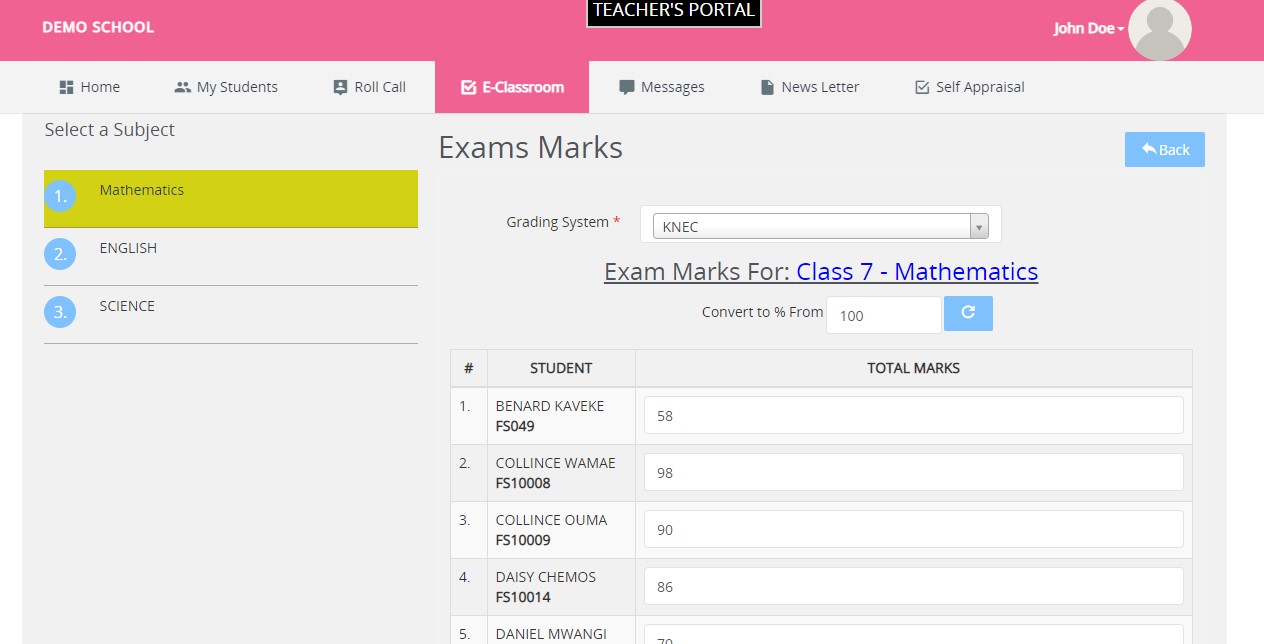 TEACHER'S PORTAL
DEMO SCHOOL
John Doe
Home My Students Roll Call E-Classroom Messages News Letter Self Appraisal
Select a Subject
1. Mathematics
2. ENGLISH
3. SCIENCE
Exams Marks
Back
Grading System * KNEC
Exam Marks For: Class 7 - Mathematics
Convert to % From 100
# STUDENT TOTAL MARKS
1. BENARD KAVEKE 58
FS049
2. COLLINCE WAMAE 98
FS10008
3. COLLINCE OUMA 90
FS10009
4. DAISY CHEMOS 86
FS10014
5. DANIEL MWANGI